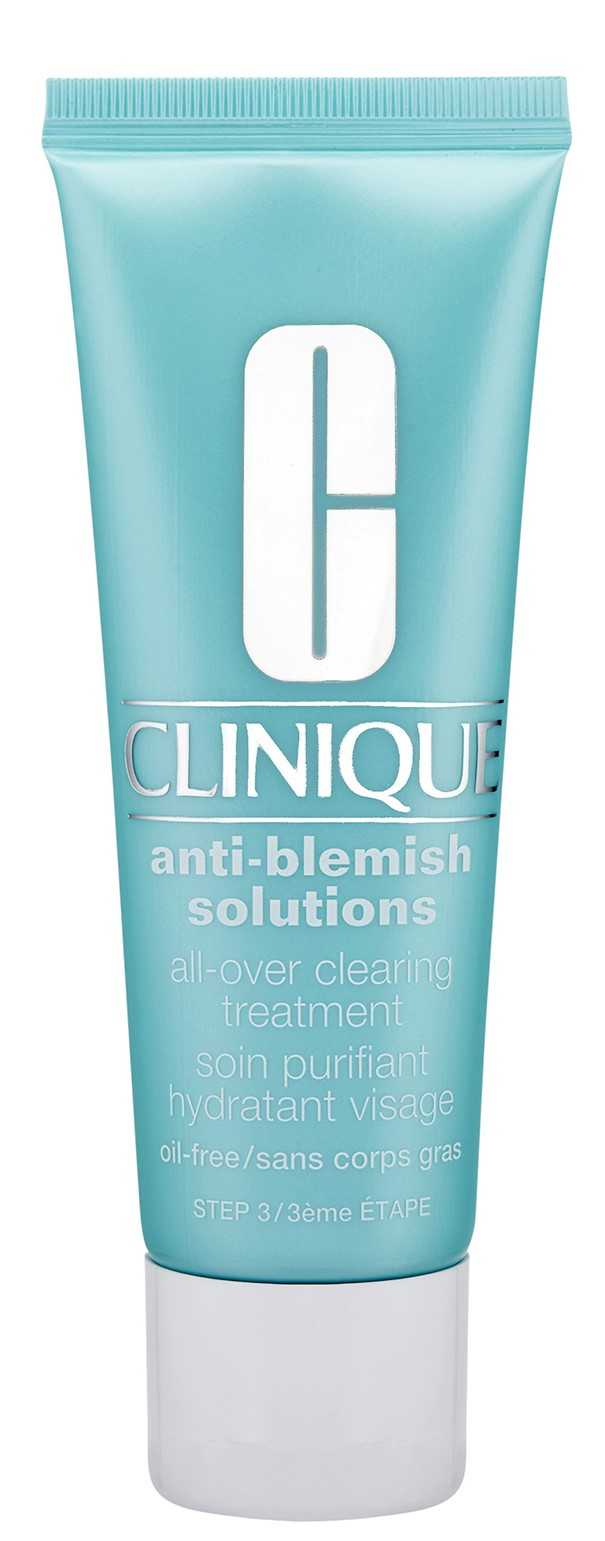 C
CLINIQUE
anti-blemish
solutions
all-over clearing
treatment
soin purifiant
hydratant visage
oil-free/sans corps gras
STEP 3/3ème ÉTAPE